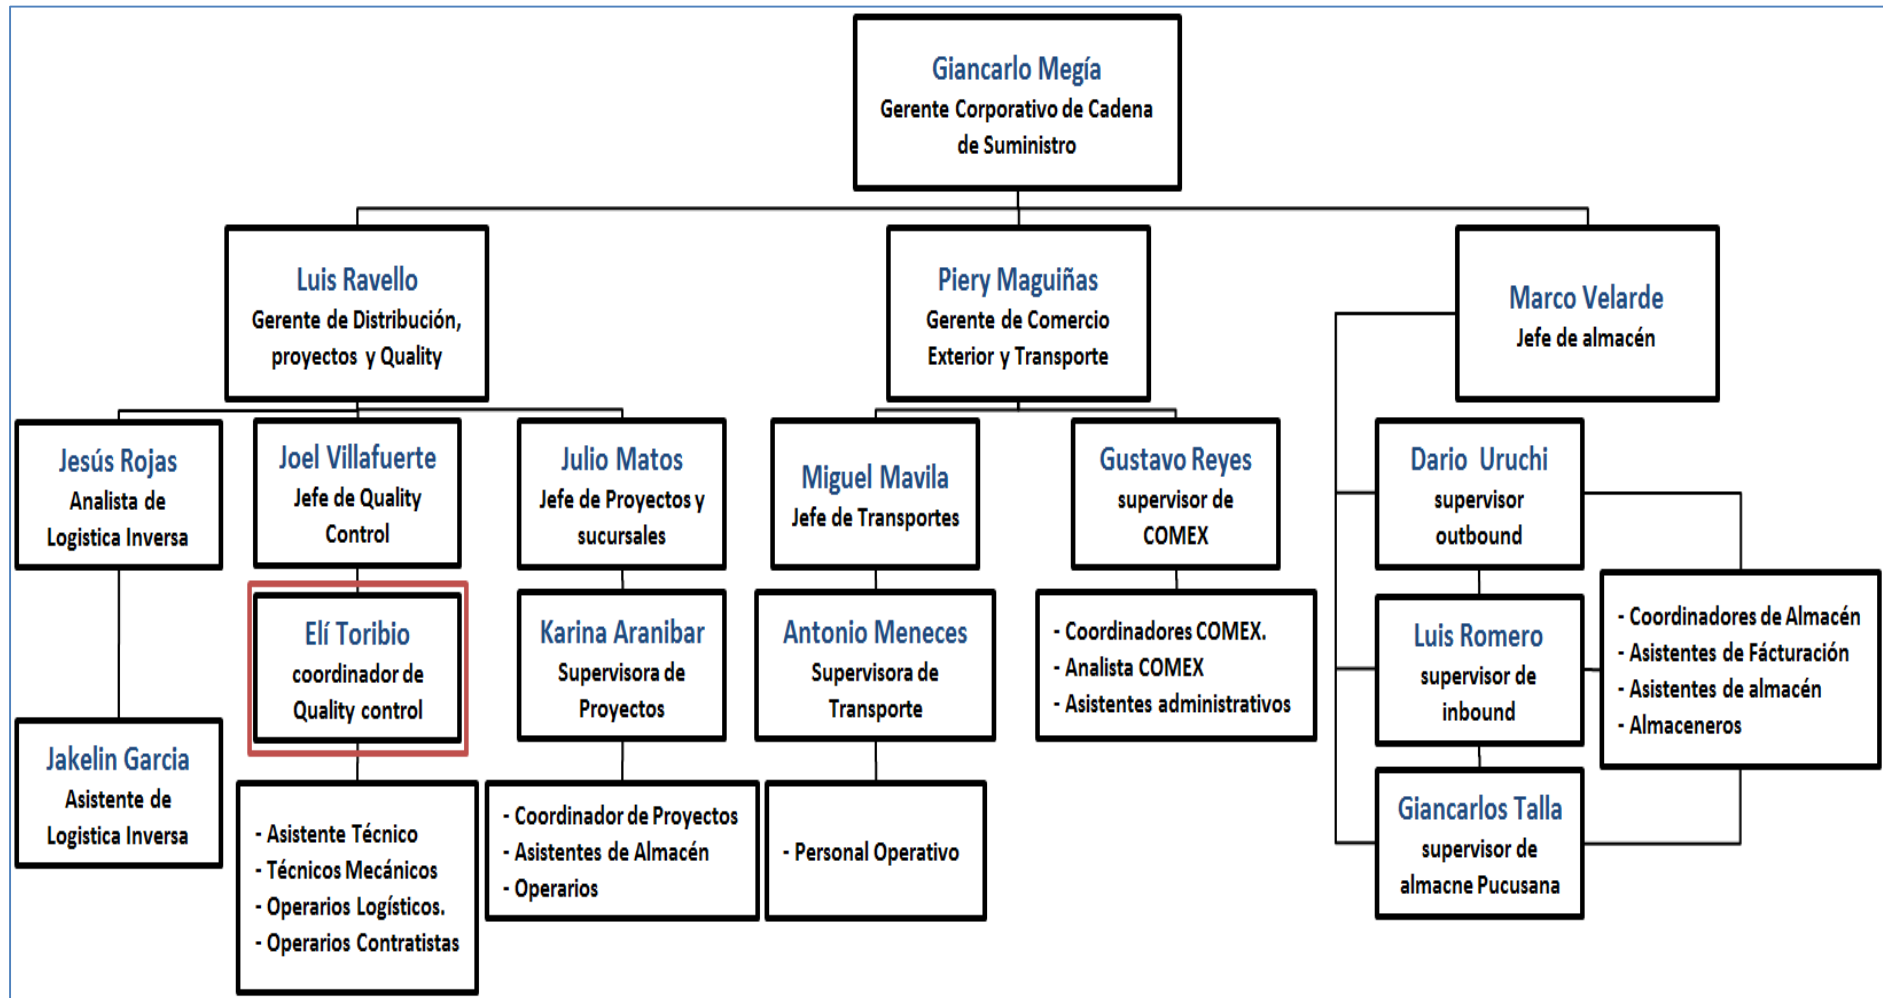 Giancarlo Megía
Gerente Corporativo de Cadena
de Suministro
Luis Ravello
Gerente de Distribución,
proyectos y Quality
Piery Maguiñas
Gerente de Comercio
Exterior y Transporte
Marco Velarde
Jefe de almacén
Jesús Rojas
Analista de
Logistica Inversa
Joel Villafuerte
Jefe de Quality
Control
Julio Matos
Jefe de Proyectos y
sucursales
Miguel Mavila
Jefe de Transportes
Gustavo Reyes
supervisor de
COMEX
Dario Uruchi
supervisor
outbound
Elí Toribio
coordinador de
Quality control
Karina Aranibar
Supervisora de
Proyectos
Antonio Meneces
Supervisora de
Transporte
- Coordinadores COMEX.
- Analista COMEX
- Asistentes administrativos
Luis Romero
supervisor de
inbound
- Coordinadores de Almacén
- Asistentes de Fácturación
- Asistentes de almacén
- Almaceneros
Jakelin Garcia
Asistente de
Logistica Inversa
- Asistente Técnico
- Técnicos Mecánicos
- Operarios Logísticos.
- Operarios Contratistas
- Coordinador de Proyectos
- Asistentes de Almacén
- Operarios
- Personal Operativo
Giancarlos Talla
supervisor de
almacne Pucusana